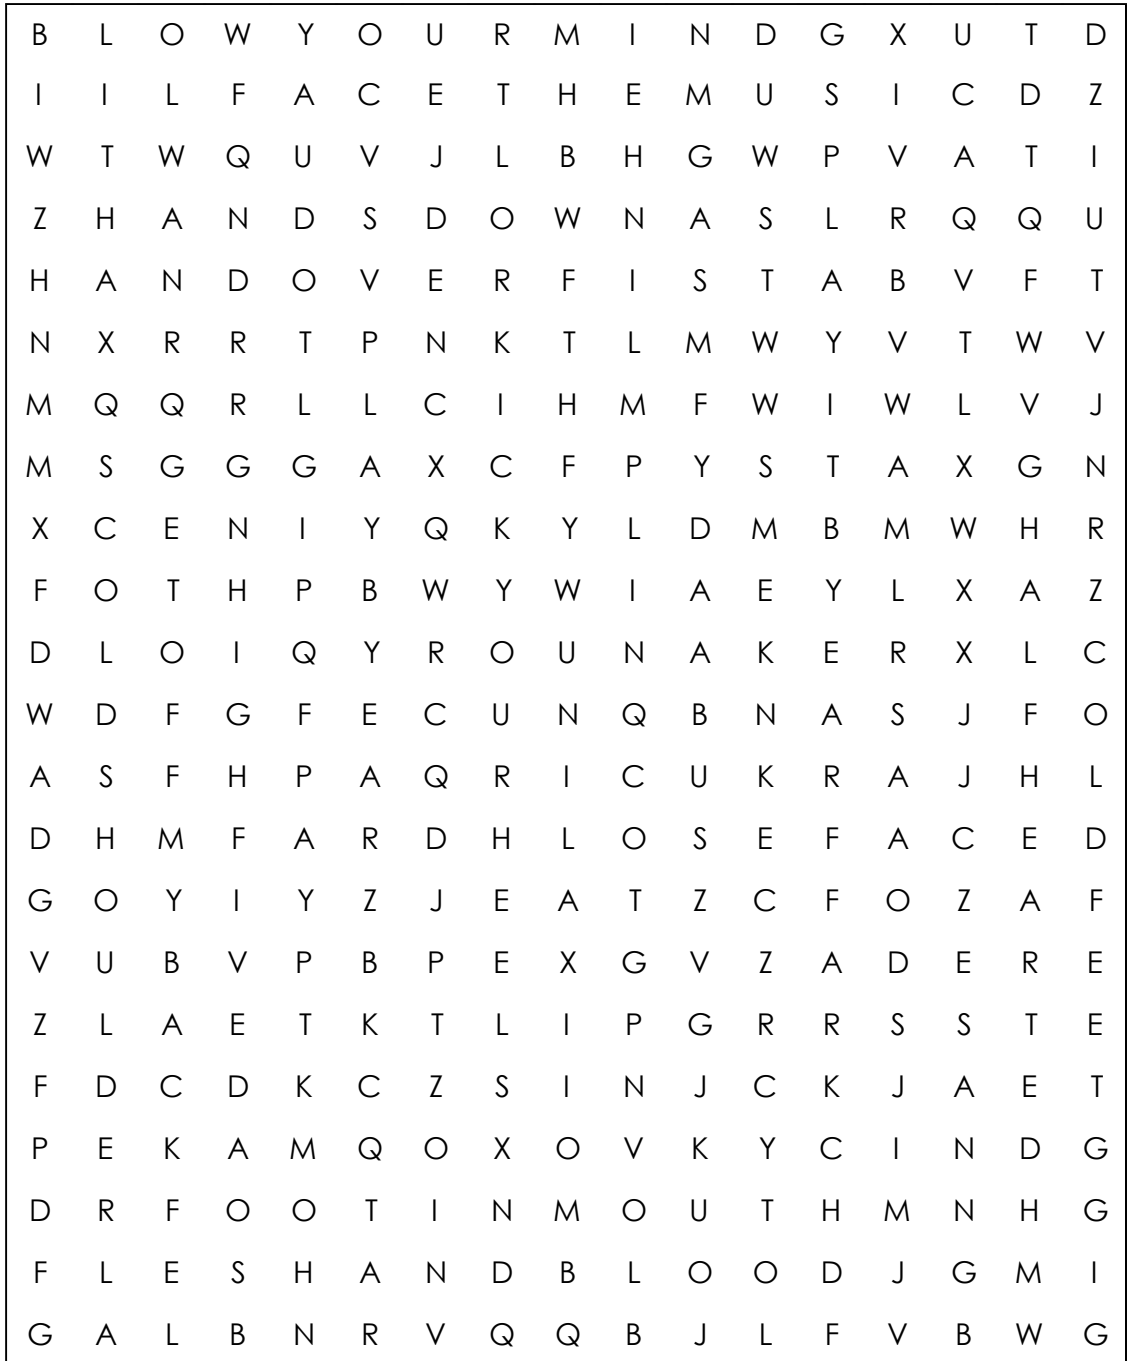 B L O W Y O U R M I N D G X U T D
I I L F A C E T H E M U S I C D Z
W T W Q U V J L B H G W P V A T I
Z H A N D S D O W N A S L R Q Q U
H A N D O V E R F I S T A B V F T
N X R R T P N K T L M W Y V T W V
M Q Q R L L C I H M F W I W L V J
M S G G G A X C F P Y S T A X G N
X C E N I Y Q K Y L D M B M W H R
F O T H P B W Y W I A E Y L X A Z
D L O I Q Y R O U N A K E R X L C
W D F G F E C U N Q B N A S J F O
A S F H P A Q R I C U K R A J H L
D H M F A R D H L O S E F A C E D
G O Y I Y Z J E A T Z C F O Z A F
V U B V P B P E X G V Z A D E R E
Z L A E T K T L I P G R R S S T E
F D C D K C Z S I N J C K J A E T
P E K A M Q O X O V K Y C I N D G
D R F O O T I N M O U T H M N H G
F L E S H A N D B L O O D J G M I
G A L B N R V Q Q B J L F V B W G